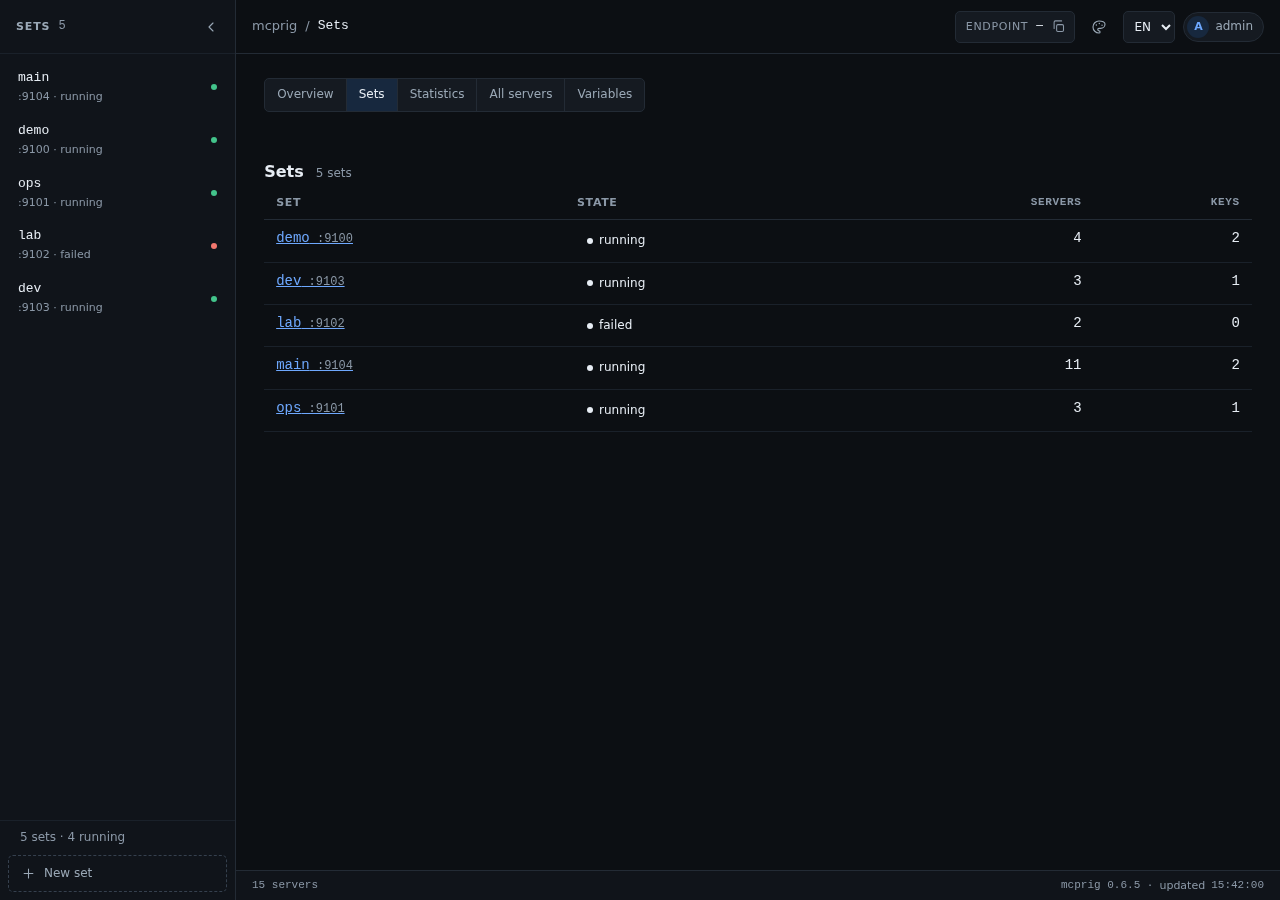 SETS 5
main
:9104 · running
demo
:9100 · running
ops
:9101 · running
lab
:9102 · failed
dev
:9103 · running
5 sets · 4 running
New set
mcprig / Sets
ENDPOINT —
EN
A admin
Overview Sets Statistics All servers Variables
Sets 5 sets
SET STATE SERVERS KEYS
demo :9100 running 4 2
dev :9103 running 3 1
lab :9102 failed 2 0
main :9104 running 11 2
ops :9101 running 3 1
15 servers
mcprig 0.6.5 · updated 15:42:00